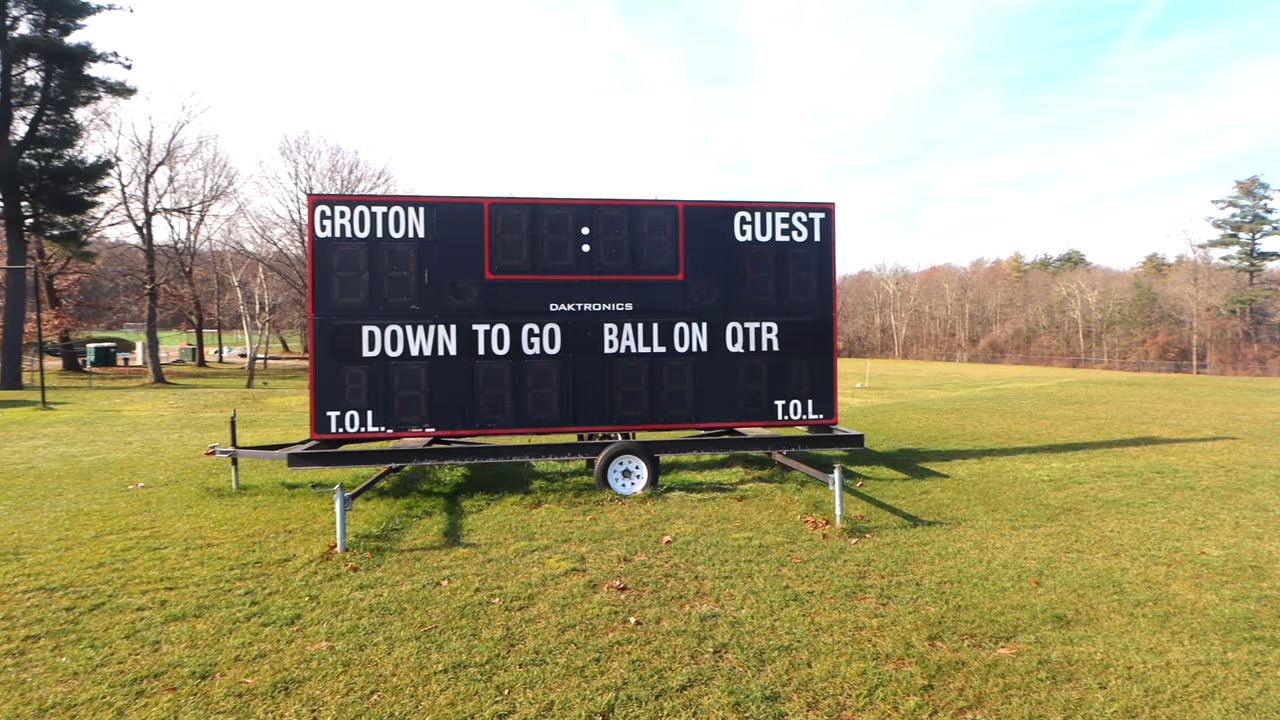 GROTON GUEST
DAKTRONICS
DOWN TO GO BALL ON QTR
T.O.L. T.O.L.